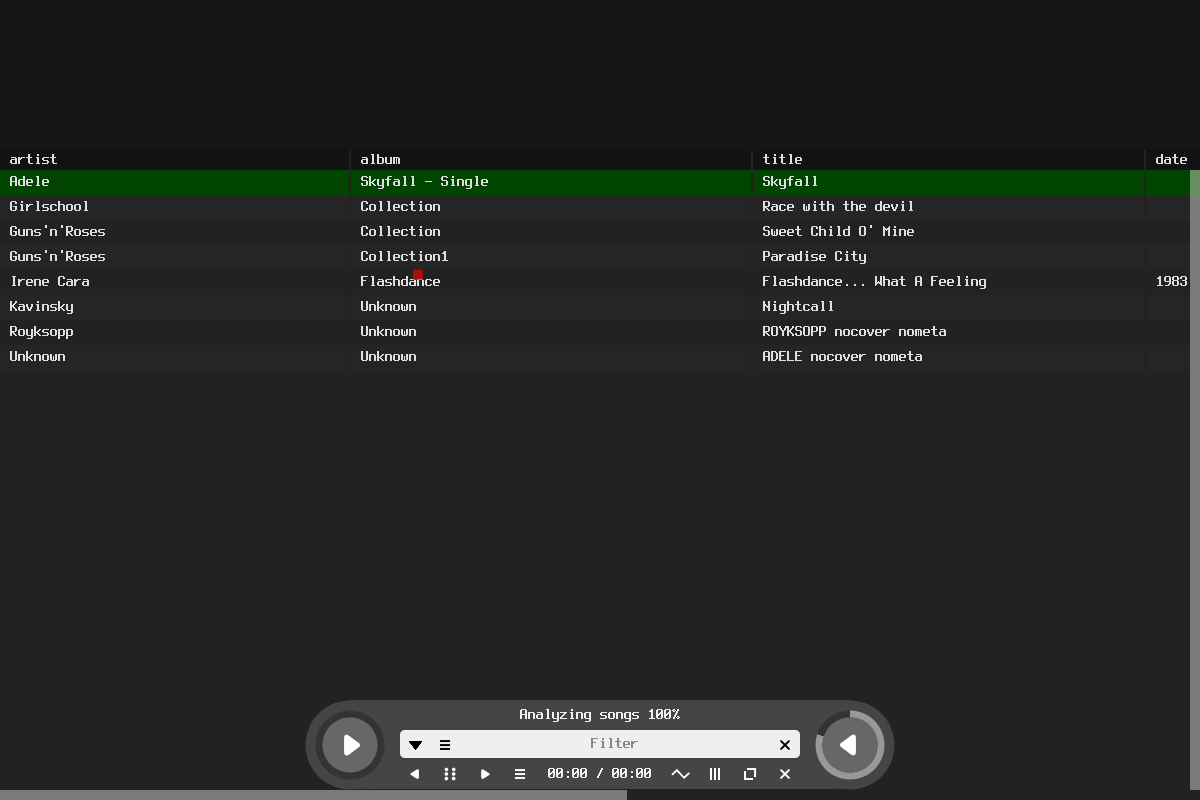 artist album title date
Adele Skyfall - Single Skyfall
Girlschool Collection Race with the devil
Guns'n'Roses Collection Sweet Child O' Mine
Guns'n'Roses Collection1 Paradise City
Irene Cara Flashdance Flashdance... What A Feeling 1983
Kavinsky Unknown Nightcall
Royksopp Unknown ROYKSOPP nocover nometa
Unknown Unknown ADELE nocover nometa
Analyzing songs 100%
Filter
00:00 / 00:00